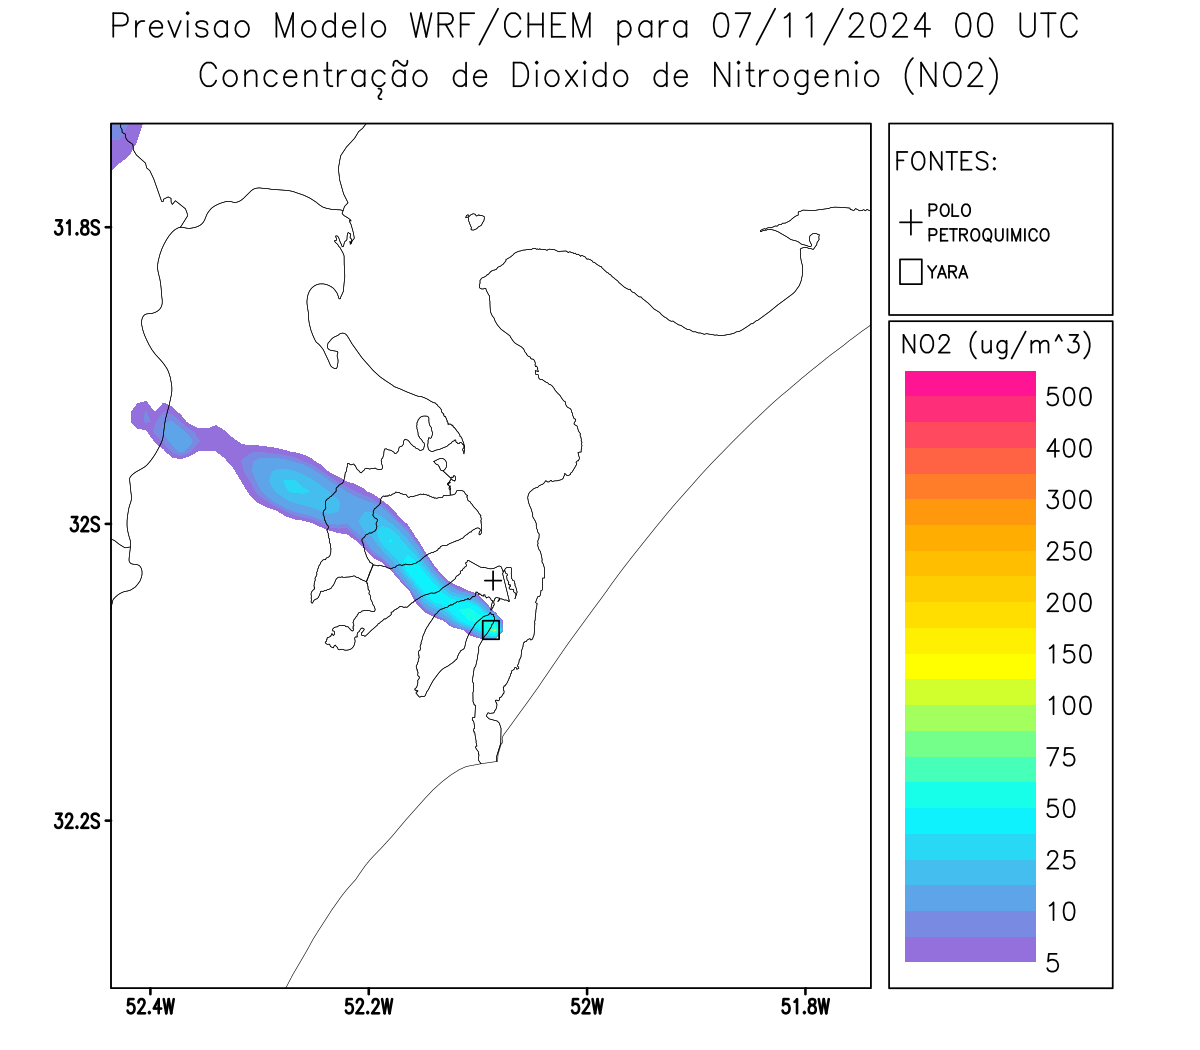 Previsao Modelo WRF/CHEM para 07/11/2024 00 UTC
Concentração de Dioxido de Nitrogenio (NO2)
FONTES:
POLO
PETROQUIMICO
YARA
31.8S
32S
32.2S
52.4W
52.2W
52W
51.8W
NO2 (ug/m^3)
500
400
300
250
200
150
100
75
50
25
10
5